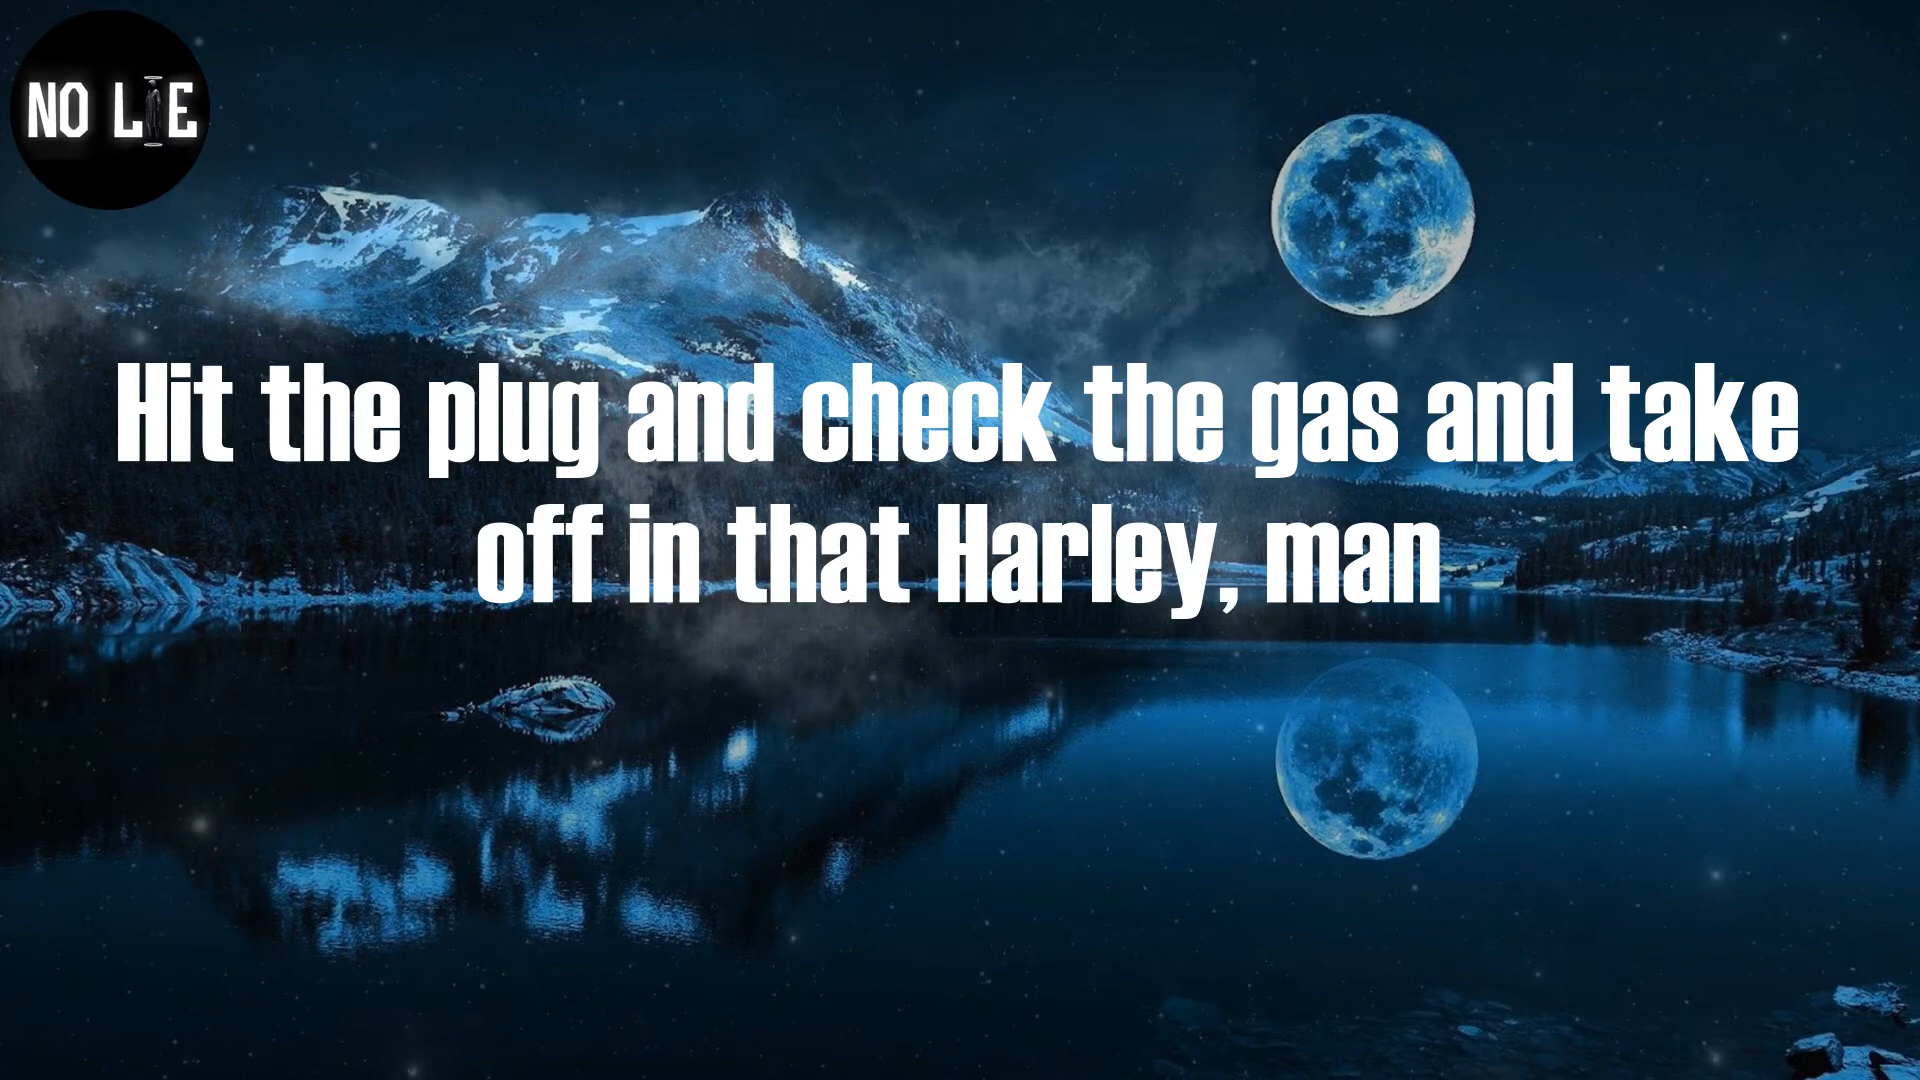 NO LIE
Hit the plug and check the gas and take
off in that Harley, man